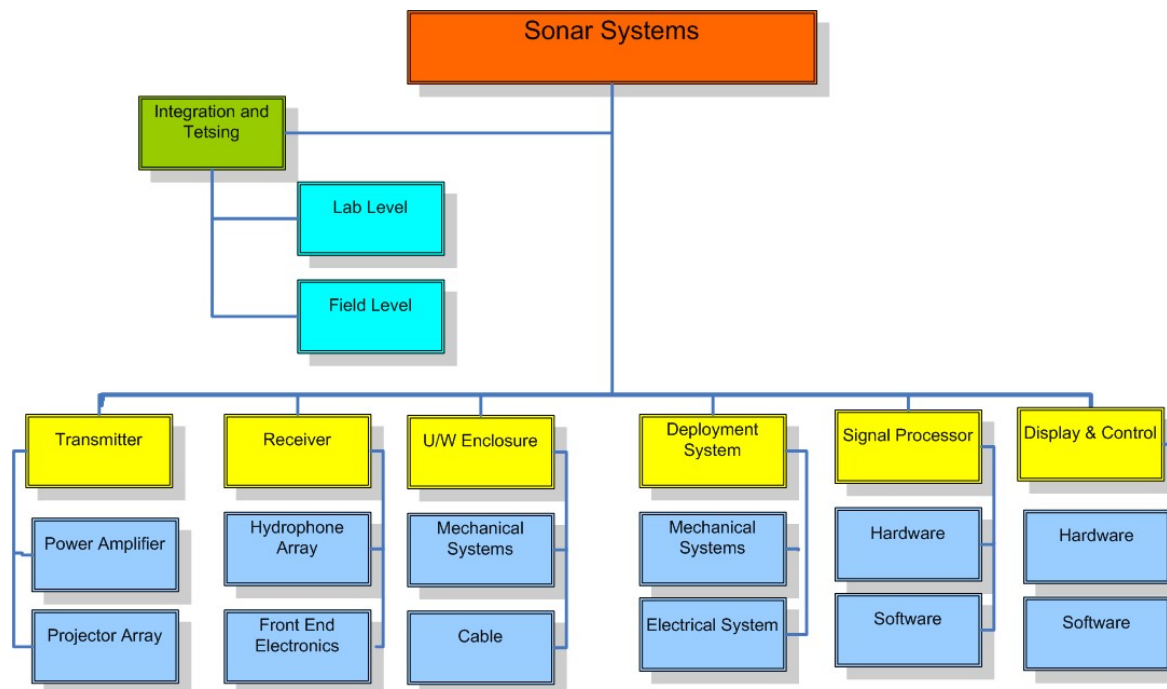 Sonar Systems
Integration and
Tetsing
Lab Level
Field Level
Transmitter
Receiver
U/W Enclosure
Deployment
System
Signal Processor
Display & Control
Power Amplifier
Hydrophone
Array
Mechanical
Systems
Mechanical
Systems
Hardware
Hardware
Projector Array
Front End
Electronics
Cable
Electrical System
Software
Software